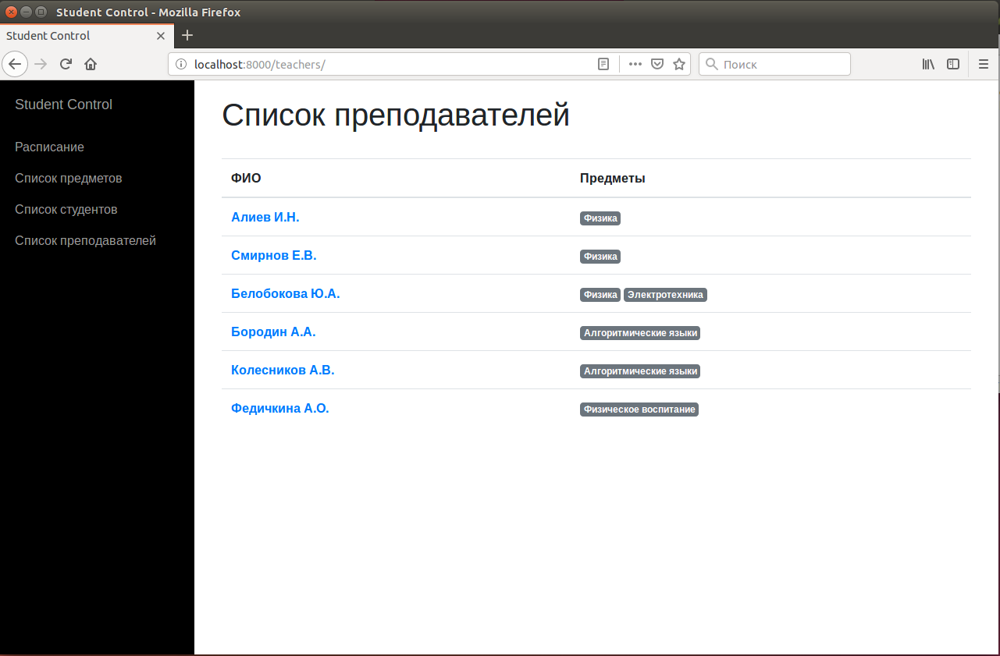 Student Control - Mozilla Firefox
Student Control
localhost:8000/teachers/
Поиск
Student Control
Расписание
Список предметов
Список студентов
Список преподавателей
Список преподавателей
ФИО Предметы
Алиев И.Н. Физика
Смирнов Е.В. Физика
Белобокова Ю.А. Физика Электротехника
Бородин А.А. Алгоритмические языки
Колесников А.В. Алгоритмические языки
Федичкина А.О. Физическое воспитание